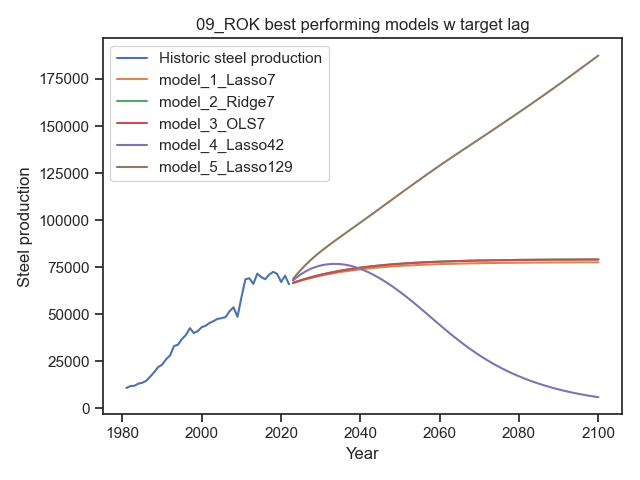 09_ROK best performing models w target lag
Historic steel production
model_1_Lasso7
model_2_Ridge7
model_3_OLS7
model_4_Lasso42
model_5_Lasso129
175000
150000
125000
100000
75000
50000
25000
0
Steel production
1980 2000 2020 2040 2060 2080 2100
Year